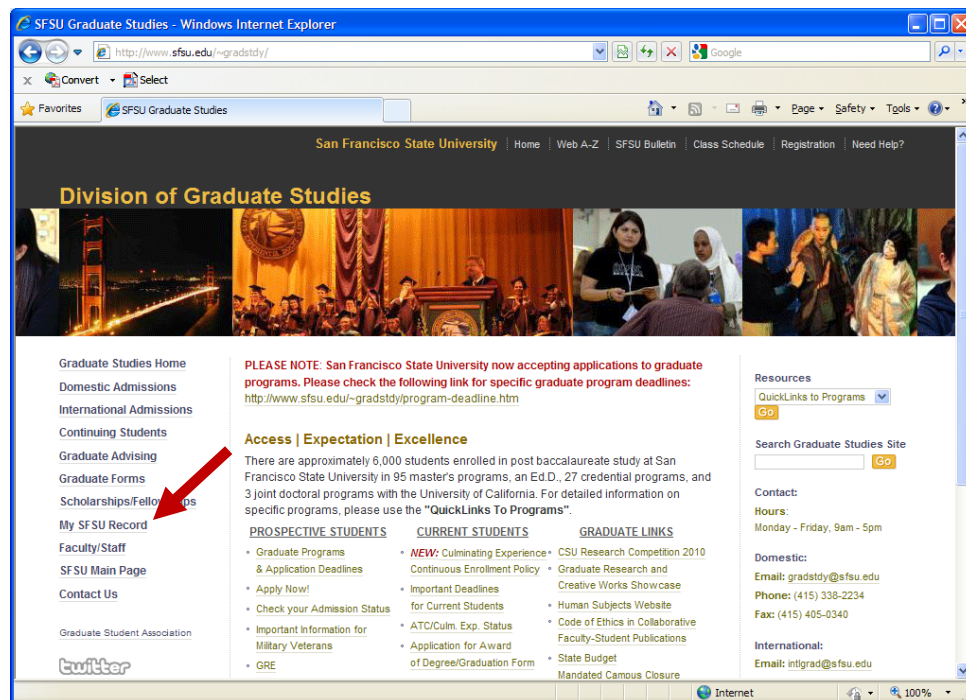 SFSU Graduate Studies - Windows Internet Explorer
http://www.sfsu.edu/~gradstdy/
Google
x Convert Select
Favorites SFSU Graduate Studies Page Safety Tools
San Francisco State University Home Web A-Z SFSU Bulletin Class Schedule Registration Need Help?
Division of Graduate Studies
Graduate Studies Home
Domestic Admissions
International Admissions
Continuing Students
Graduate Advising
Graduate Forms
My SFSU Record
Faculty/Staff
SFSU Main Page
Contact Us
Graduate Student Association
twitter
PLEASE NOTE: San Francisco State University now accepting applications to graduate
programs. Please check the following link for specific graduate program deadlines:
http://www.sfsu.edu/~gradstdy/program-deadline.htm
Access | Expectation | Excellence
There are approximately 6,000 students enrolled in post baccalaureate study at San
Francisco State University in 95 master's programs, an Ed.D., 27 credential programs, and
3 joint doctoral programs with the University of California. For detailed information on
specific programs, please use the "QuickLinks To Programs".
PROSPECTIVE STUDENTS
Graduate Programs
& Application Deadlines
Apply Now!
Check your Admission Status
Important Information for
Military Veterans
GRE
CURRENT STUDENTS
NEW: Culminating Experience
Continuous Enrollment Policy
Important Deadlines
for Current Students
ATC/Culm. Exp. Status
Application for Award
of Degree/Graduation Form
GRADUATE LINKS
CSU Research Competition 2010
Graduate Research and
Creative Works Showcase
Human Subjects Website
Code of Ethics in Collaborative
Faculty-Student Publications
State Budget
Mandated Campus Closure
Resources
QuickLinks to Programs
Go
Search Graduate Studies Site
Go
Contact:
Hours:
Monday - Friday, 9am - 5pm
Domestic:
Email: gradstdy@sfsu.edu
Phone: (415) 338-2234
Fax: (415) 405-0340
International:
Email: intlgrad@sfsu.edu
Internet 100%